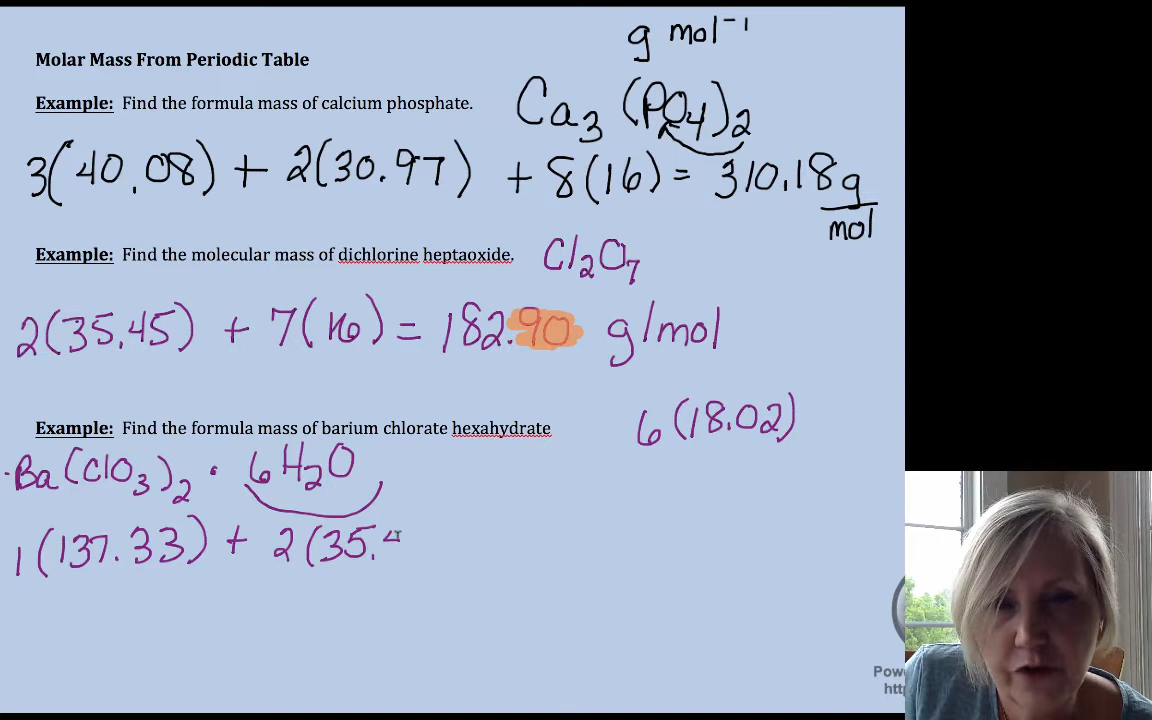 g mol⁻¹
Molar Mass From Periodic Table
Example: Find the formula mass of calcium phosphate.
Ca₃(PO₄)₂
3(40.08) + 2(30.97) + 8(16) = 310.18 g/mol
Example: Find the molecular mass of dichlorine heptaoxide.
Cl₂O₇
2(35.45) + 7(16) = 182.90 g/mol
Example: Find the formula mass of barium chlorate hexahydrate
6(18.02)
Ba(ClO₃)₂ · 6H₂O
1(137.33) + 2(35.4